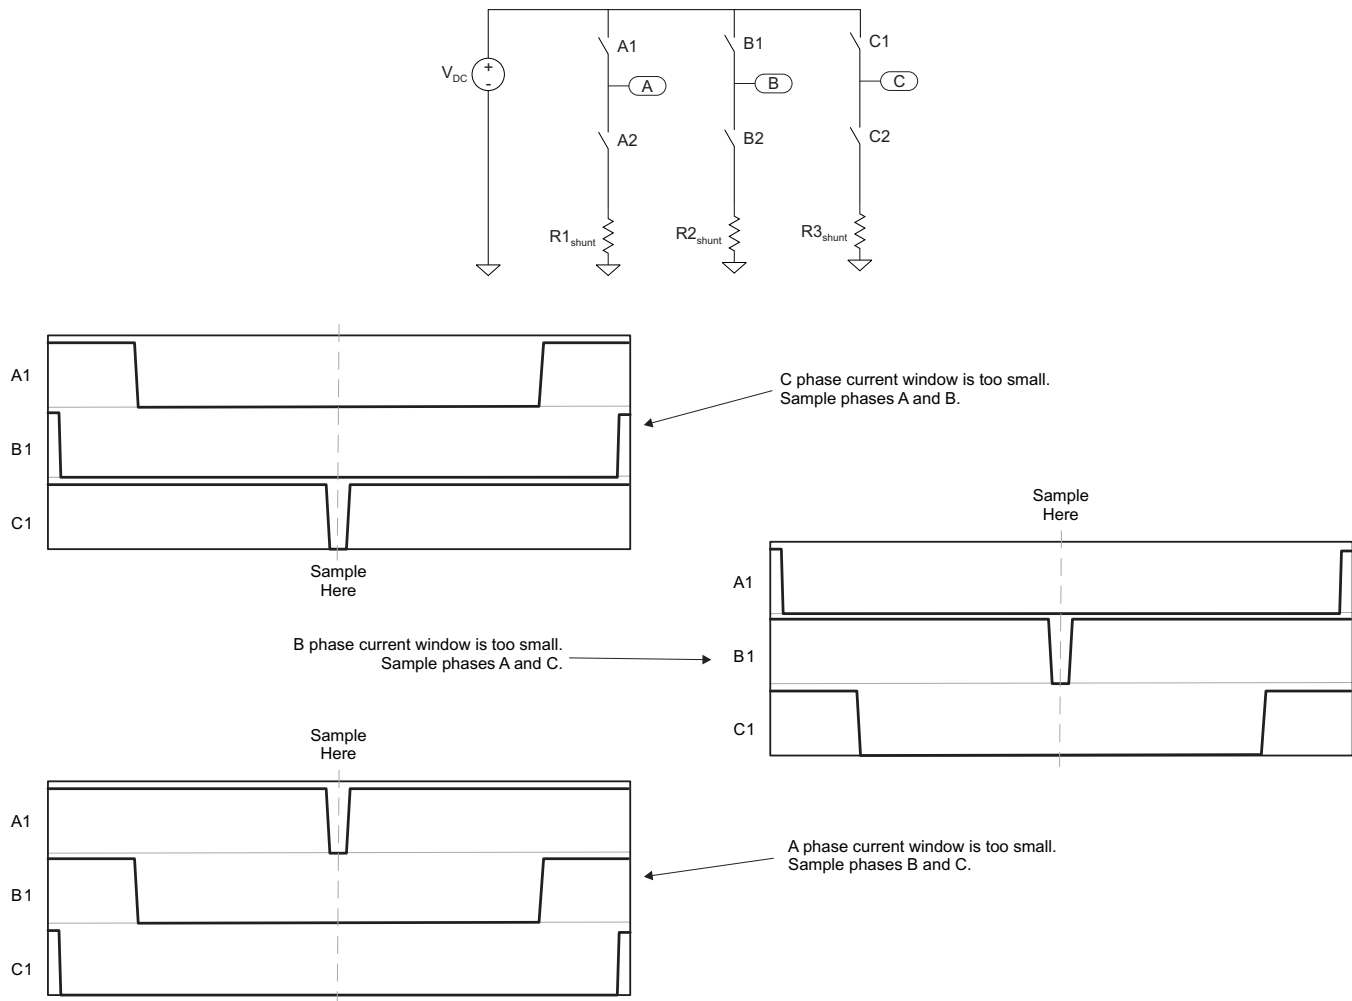 A1
B1
C1
V_DC
+
-
A
B
C
A2
B2
C2
R1_shunt
R2_shunt
R3_shunt
A1
B1
C1
Sample
Here
C phase current window is too small.
Sample phases A and B.
Sample
Here
A1
B1
C1
B phase current window is too small.
Sample phases A and C.
Sample
Here
A1
B1
C1
A phase current window is too small.
Sample phases B and C.